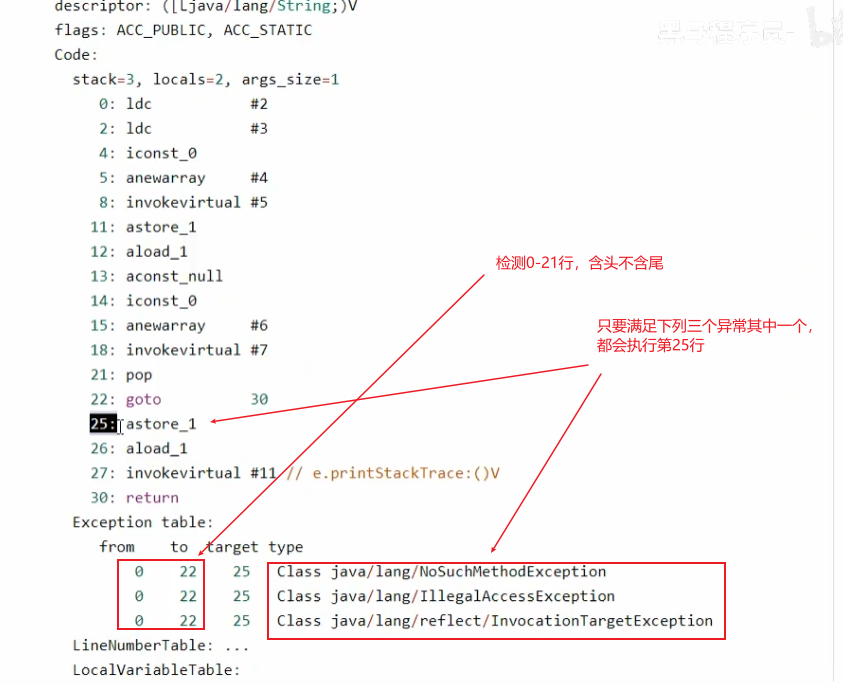 descriptor: ([Ljava/lang/String;)V
flags: ACC_PUBLIC, ACC_STATIC
Code:
stack=3, locals=2, args_size=1
0: ldc #2
2: ldc #3
4: iconst_0
5: anewarray #4
8: invokevirtual #5
11: astore_1
12: aload_1
13: aconst_null
14: iconst_0
15: anewarray #6
18: invokevirtual #7
21: pop
22: goto 30
25: astore_1
26: aload_1
27: invokevirtual #11 // e.printStackTrace:()V
30: return
检测0-21行，含头不含尾
只要满足下列三个异常其中一个，
都会执行第25行
Exception table:
from to target type
0 22 25 Class java/lang/NoSuchMethodException
0 22 25 Class java/lang/IllegalAccessException
0 22 25 Class java/lang/reflect/InvocationTargetException
LineNumberTable: ...
LocalVariableTable: